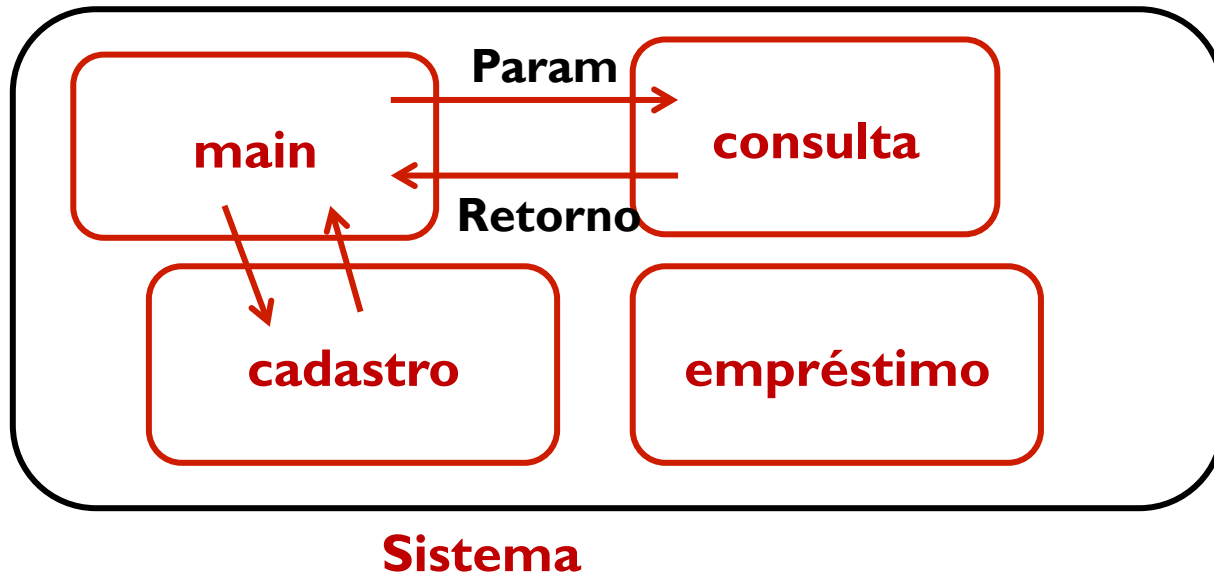 Param
main
consulta
Retorno
cadastro
empréstimo
Sistema